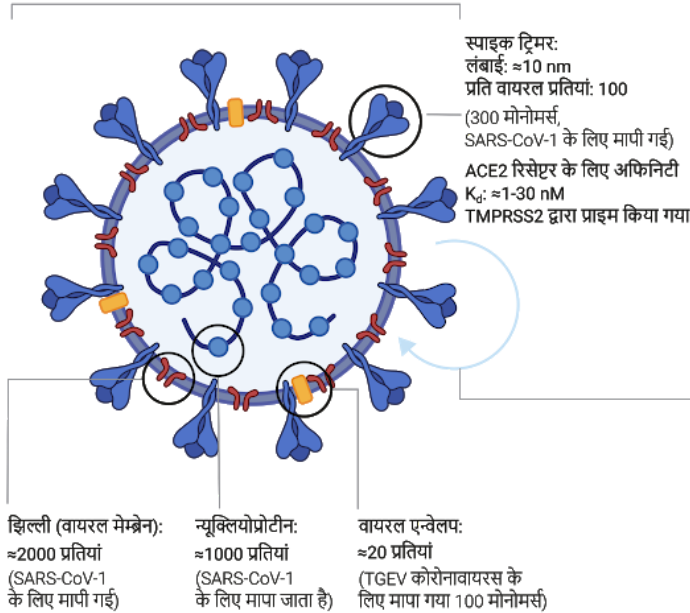 स्पाइक ट्रिमर:
लंबाई: ≈10 nm
प्रति वायरल प्रतियां: 100
(300 मोनोमर्स,
SARS-CoV-1 के लिए मापी गई)
ACE2 रिसेप्टर के लिए अफिनिटी
Kd: ≈1-30 nM
TMPRSS2 द्वारा प्राइम किया गया
झिल्ली (वायरल मेम्ब्रेन):
≈2000 प्रतियां
(SARS-CoV-1
के लिए मापी गई)
न्यूक्लियोप्रोटीन:
≈1000 प्रतियां
(SARS-CoV-1
के लिए मापा जाता है)
वायरल एन्वेलप:
≈20 प्रतियां
(TGEV कोरोनावायरस के
लिए मापा गया 100 मोनोमर्स)